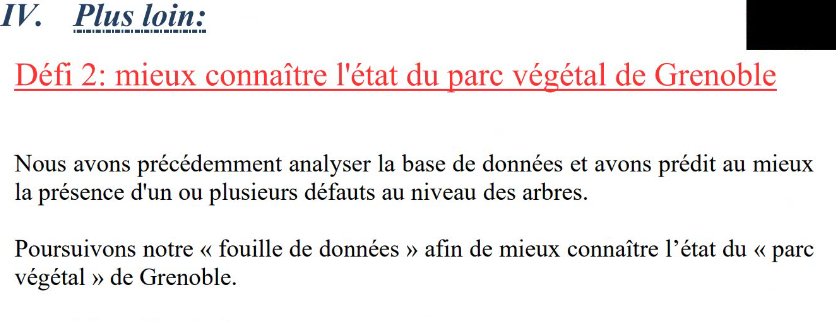 IV. Plus loin:
Défi 2: mieux connaître l'état du parc végétal de Grenoble
Nous avons précédemment analyser la base de données et avons prédit au mieux
la présence d'un ou plusieurs défauts au niveau des arbres.
Poursuivons notre « fouille de données » afin de mieux connaître l’état du « parc
végétal » de Grenoble.